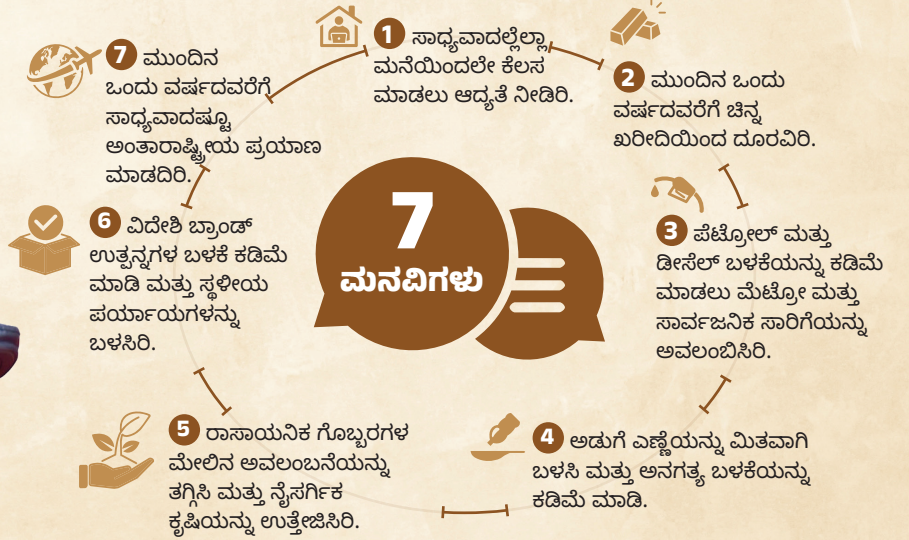 7
ಮನವಿಗಳು
1 ಸಾಧ್ಯವಾದಲ್ಲೆಲ್ಲಾ
ಮನೆಯಿಂದಲೇ ಕೆಲಸ
ಮಾಡಲು ಆದ್ಯತೆ ನೀಡಿರಿ.
2 ಮುಂದಿನ ಒಂದು
ವರ್ಷದವರೆಗೆ ಚಿನ್ನ
ಖರೀದಿಯಿಂದ ದೂರವಿರಿ.
3 ಪೆಟ್ರೋಲ್ ಮತ್ತು
ಡೀಸೆಲ್ ಬಳಕೆಯನ್ನು ಕಡಿಮೆ
ಮಾಡಲು ಮೆಟ್ರೋ ಮತ್ತು
ಸಾರ್ವಜನಿಕ ಸಾರಿಗೆಯನ್ನು
ಅವಲಂಬಿಸಿರಿ.
4 ಅಡುಗೆ ಎಣ್ಣೆಯನ್ನು ಮಿತವಾಗಿ
ಬಳಸಿ ಮತ್ತು ಅನಗತ್ಯ ಬಳಕೆಯನ್ನು
ಕಡಿಮೆ ಮಾಡಿ.
5 ರಾಸಾಯನಿಕ ಗೊಬ್ಬರಗಳ
ಮೇಲಿನ ಅವಲಂಬನೆಯನ್ನು
ತಗ್ಗಿಸಿ ಮತ್ತು ನೈಸರ್ಗಿಕ
ಕೃಷಿಯನ್ನು ಉತ್ತೇಜಿಸಿರಿ.
6 ವಿದೇಶಿ ಬ್ರಾಂಡ್
ಉತ್ಪನ್ನಗಳ ಬಳಕೆ ಕಡಿಮೆ
ಮಾಡಿ ಮತ್ತು ಸ್ಥಳೀಯ
ಪರ್ಯಾಯಗಳನ್ನು
ಬಳಸಿರಿ.
7 ಮುಂದಿನ
ಒಂದು ವರ್ಷದವರೆಗೆ
ಸಾಧ್ಯವಾದಷ್ಟೂ
ಅಂತಾರಾಷ್ಟ್ರೀಯ ಪ್ರಯಾಣ
ಮಾಡದಿರಿ.